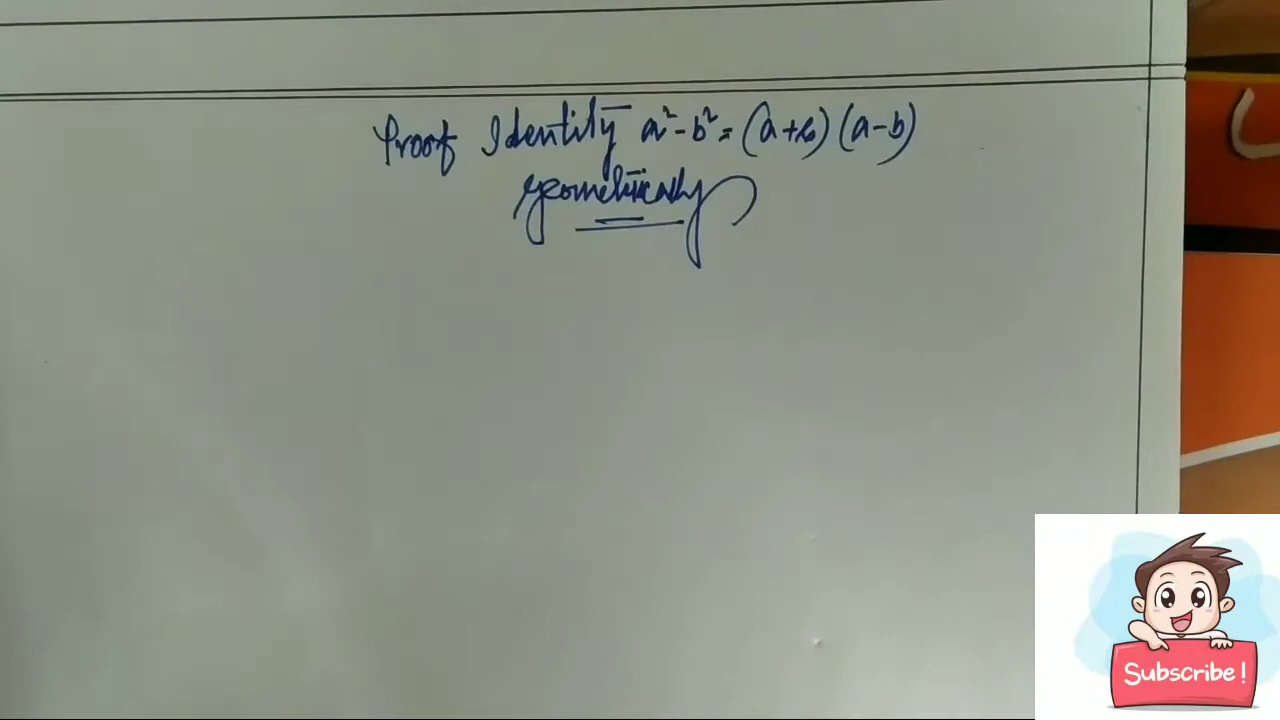 Proof Identity a² - b² = (a+b) (a-b)
geometrically
Subscribe!